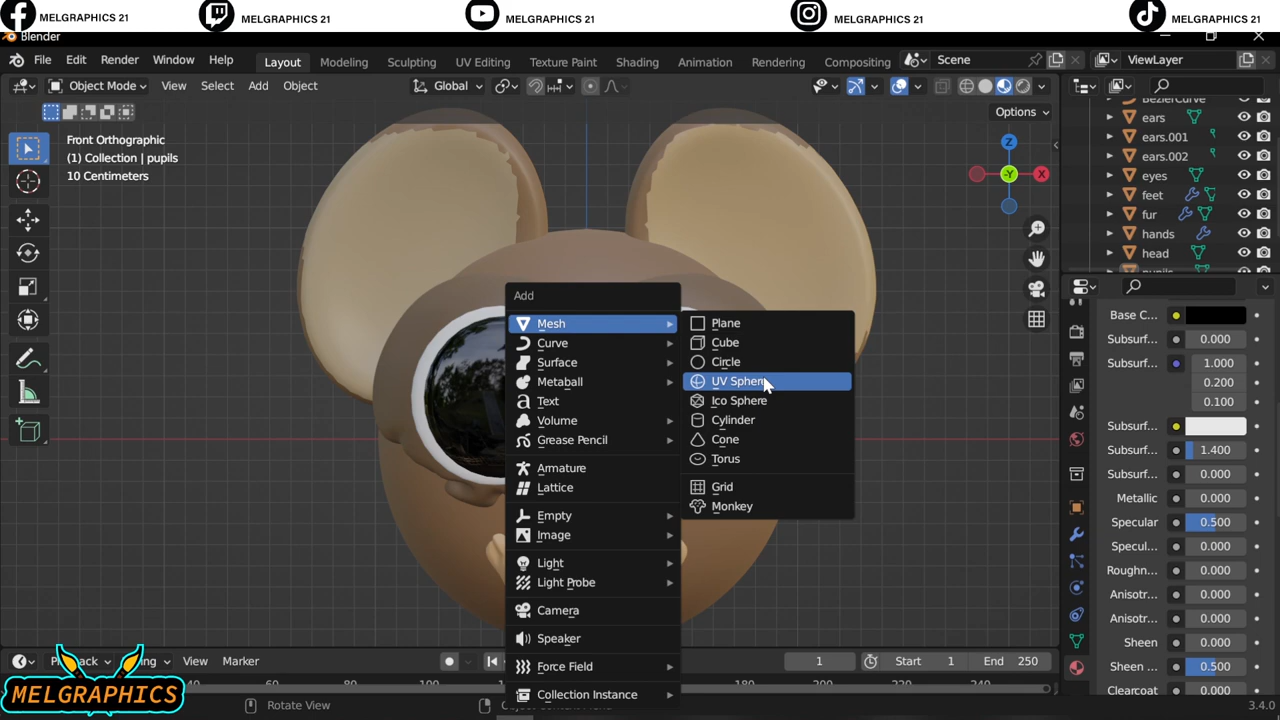 MELGRAPHICS 21 MELGRAPHICS 21 MELGRAPHICS 21 MELGRAPHICS 21 MELGRAPHICS 21
Blender
File Edit Render Window Help Layout Modeling Sculpting UV Editing Texture Paint Shading Animation Rendering Compositing Scene ViewLayer
Object Mode View Select Add Object Global
Options
Front Orthographic
(1) Collection | pupils
10 Centimeters
Z
-Y
X
BezierCurve
ears
ears.001
ears.002
eyes
feet
fur
hands
head
pupils
Add
Mesh
Curve
Surface
Metaball
Text
Volume
Grease Pencil
Armature
Lattice
Empty
Image
Light
Light Probe
Camera
Speaker
Force Field
Collection Instance
Plane
Cube
Circle
UV Sphere
Ico Sphere
Cylinder
Cone
Torus
Grid
Monkey
Base C...
Subsurf... 0.000
Subsurf... 1.000
0.200
0.100
Subsurf...
Subsurf... 1.400
Subsurf... 0.000
Metallic 0.000
Specular 0.500
Specul... 0.000
Roughn... 0.000
Anisotr... 0.000
Anisotr... 0.000
Sheen 0.000
Sheen ... 0.500
Clearcoat 0.000
View Marker 1 Start 1 End 250
MELGRAPHICS
Rotate View
3.4.0